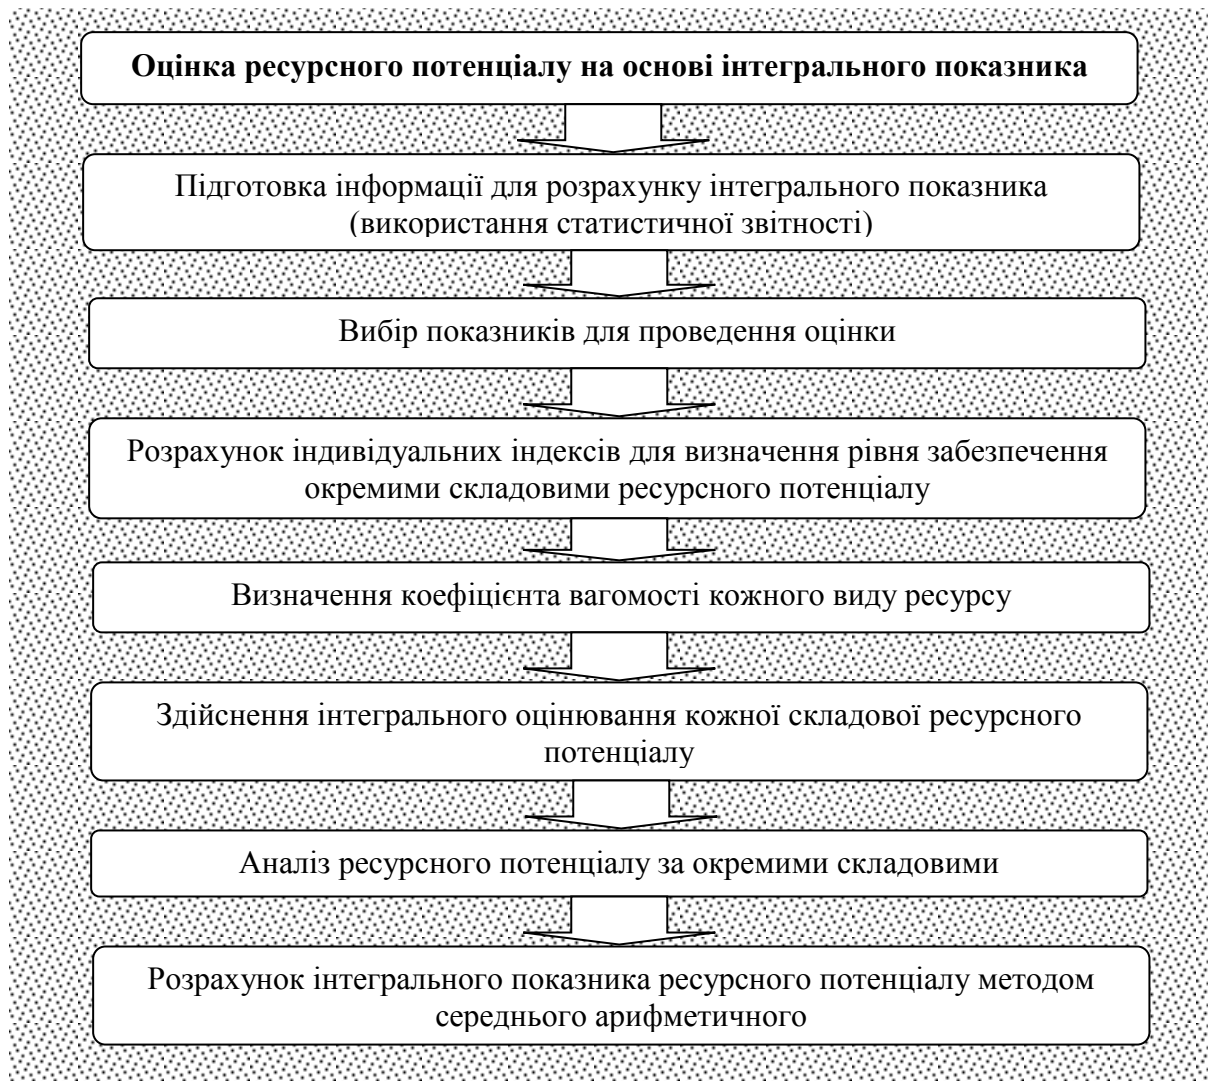 Оцінка ресурсного потенціалу на основі інтегрального показника
Підготовка інформації для розрахунку інтегрального показника
(використання статистичної звітності)
Вибір показників для проведення оцінки
Розрахунок індивідуальних індексів для визначення рівня забезпечення
окремими складовими ресурсного потенціалу
Визначення коефіцієнта вагомості кожного виду ресурсу
Здійснення інтегрального оцінювання кожної складової ресурсного
потенціалу
Аналіз ресурсного потенціалу за окремими складовими
Розрахунок інтегрального показника ресурсного потенціалу методом
середнього арифметичного